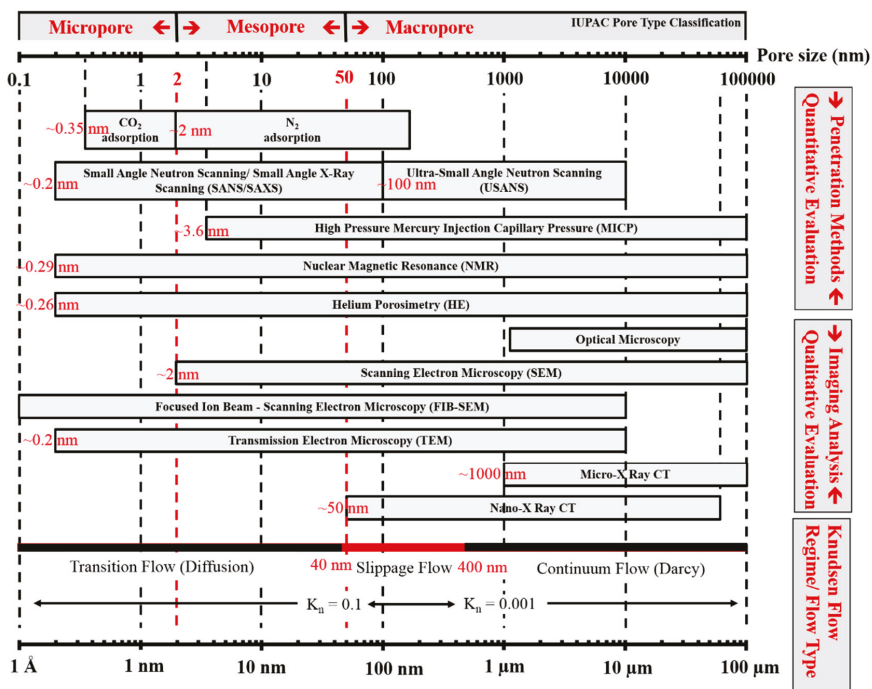 Micropore Mesopore Macropore IUPAC Pore Type Classification
Pore size (nm)
0.1 1 2 10 50 100 1000 10000 100000
CO2
adsorption
N2
adsorption
~0.35 nm
~2 nm
Small Angle Neutron Scanning/ Small Angle X-Ray
Scanning (SANS/SAXS)
Ultra-Small Angle Neutron Scanning
(USANS)
~0.2 nm
~100 nm
~3.6 nm
High Pressure Mercury Injection Capillary Pressure (MICP)
~0.29 nm
Nuclear Magnetic Resonance (NMR)
~0.26 nm
Helium Porosimetry (HE)
Optical Microscopy
~2 nm
Scanning Electron Microscopy (SEM)
Focused Ion Beam - Scanning Electron Microscopy (FIB-SEM)
~0.2 nm
Transmission Electron Microscopy (TEM)
~1000 nm
Micro-X Ray CT
~50 nm
Nano-X Ray CT
Transition Flow (Diffusion) 40 nm Slippage Flow 400 nm Continuum Flow (Darcy)
Kn = 0.1 Kn = 0.001
1 Å 1 nm 10 nm 100 nm 1 µm 10 µm 100 µm
Penetration Methods
Quantitative Evaluation
Imaging Analysis
Qualitative Evaluation
Knudsen Flow
Regime/ Flow Type